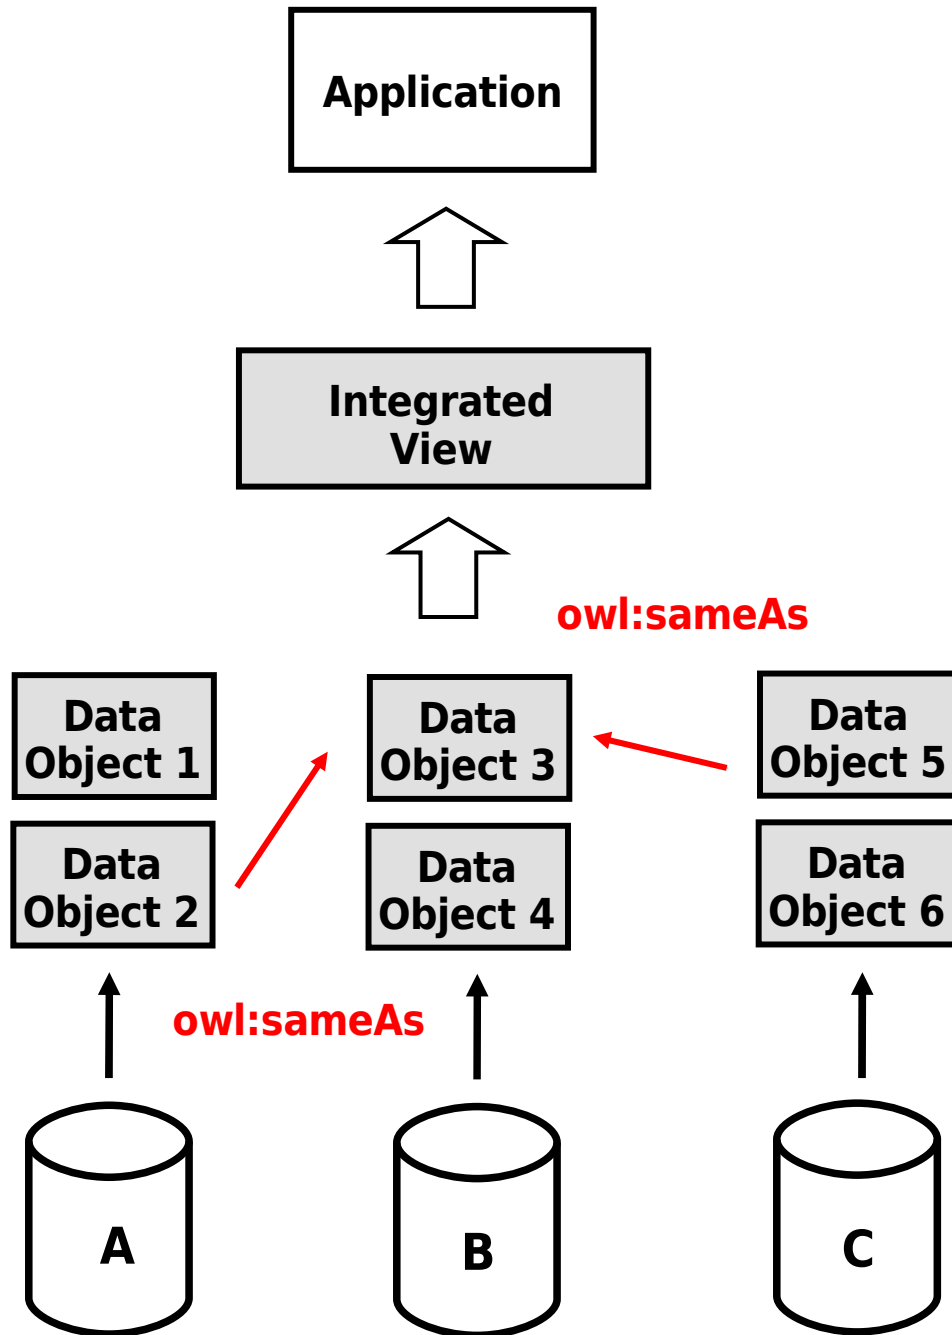 Application
Integrated
View
owl:sameAs
Data
Object 1
Data
Object 3
Data
Object 5
Data
Object 2
Data
Object 4
Data
Object 6
owl:sameAs
A
B
C